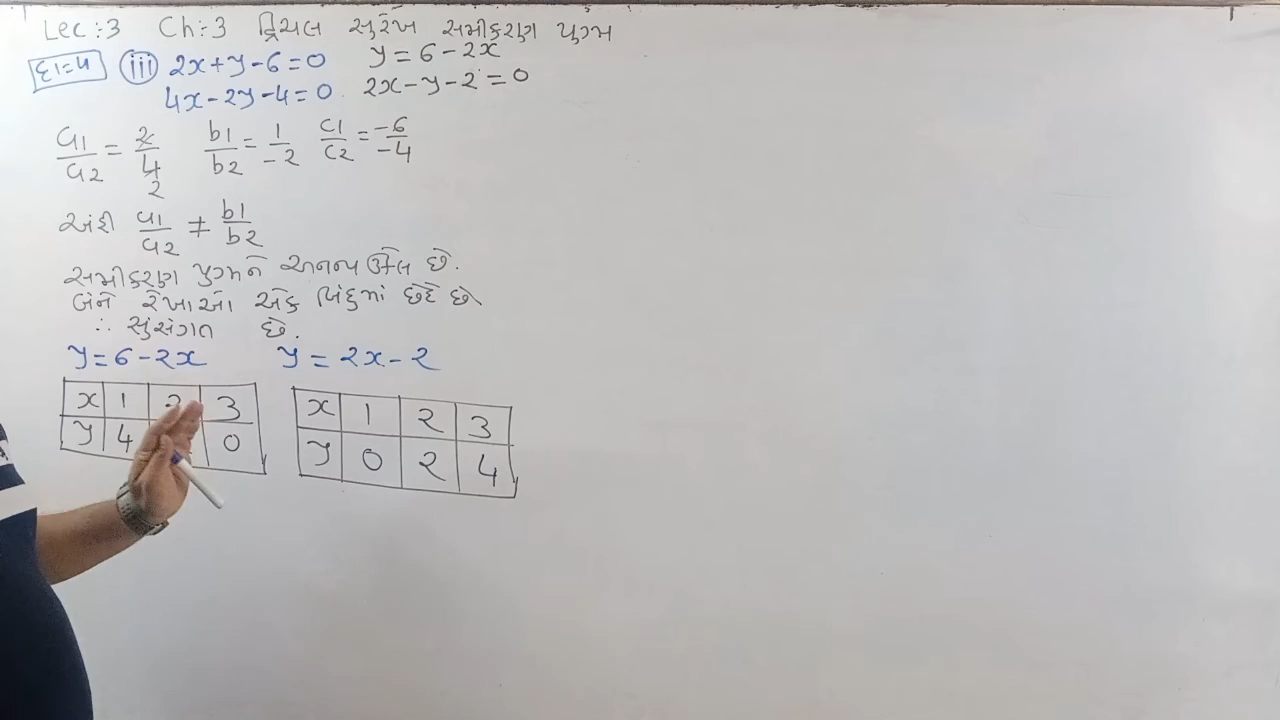 Lec:3 Ch:3 દ્વિચલ સુરેખ સમીકરણ યુગ્મ
દા=4 (iii) 2x+y-6=0 y=6-2x
4x-2y-4=0 2x-y-2=0
a1/a2 = 2/4 b1/b2 = 1/-2 c1/c2 = -6/-4
2
અહીં a1/a2 ≠ b1/b2
સમીકરણ યુગ્મને અનન્ય ઉકેલ છે.
બંને રેખાઓ એક બિંદુમાં છેદે છે
∴ સુસંગત છે.
y=6-2x y=2x-2
x 1 2 3 x 1 2 3
y 4 0 y 0 2 4